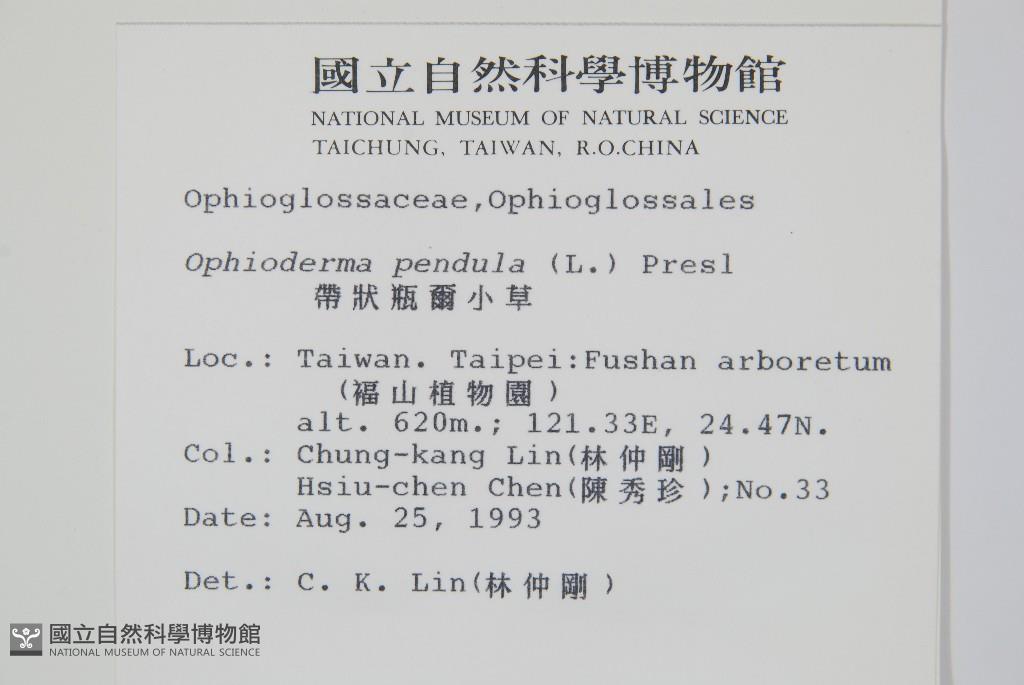 國立自然科學博物館
NATIONAL MUSEUM OF NATURAL SCIENCE
TAICHUNG, TAIWAN, R.O.CHINA
Ophioglossaceae,Ophioglossales
Ophioderma pendula (L.) Presl
帶狀瓶爾小草
Loc.: Taiwan. Taipei:Fushan arboretum
(福山植物園)
alt. 620m.; 121.33E, 24.47N.
Col.: Chung-kang Lin(林仲剛)
Hsiu-chen Chen(陳秀珍);No.33
Date: Aug. 25, 1993
Det.: C. K. Lin(林仲剛)
國立自然科學博物館
NATIONAL MUSEUM OF NATURAL SCIENCE